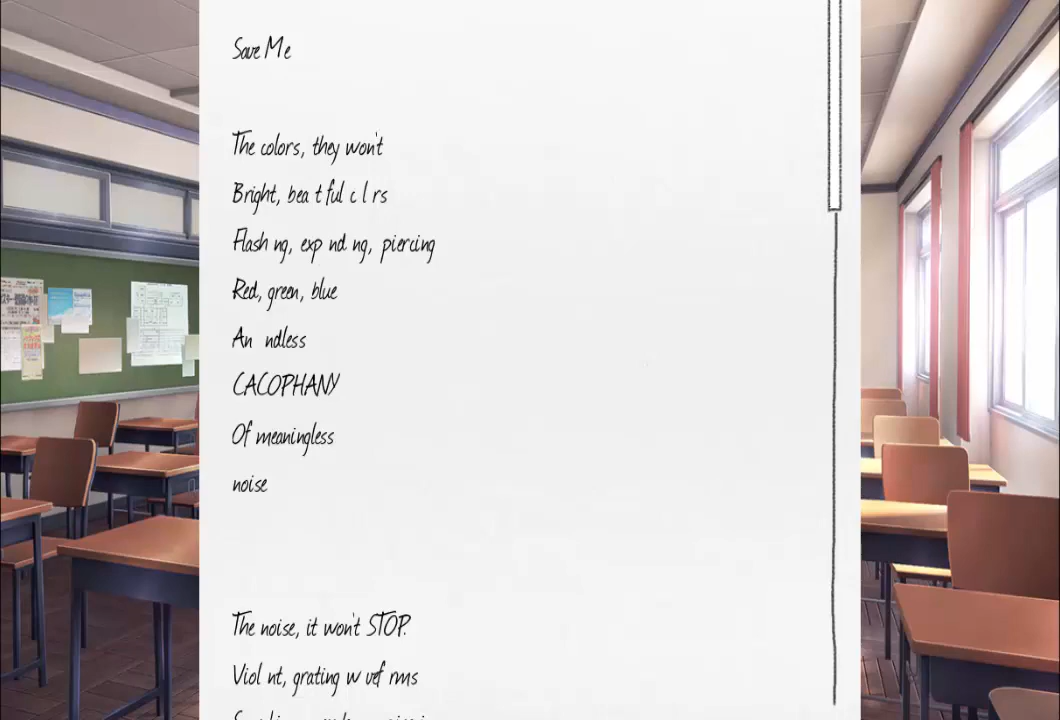 Save Me
The colors, they won't
Bright, bea t ful c l rs
Flash ng, exp nd ng, piercing
Red, green, blue
An  ndless
CACOPHANY
Of meaningless
noise
The noise, it won't STOP.
Viol nt, grating w vef rms